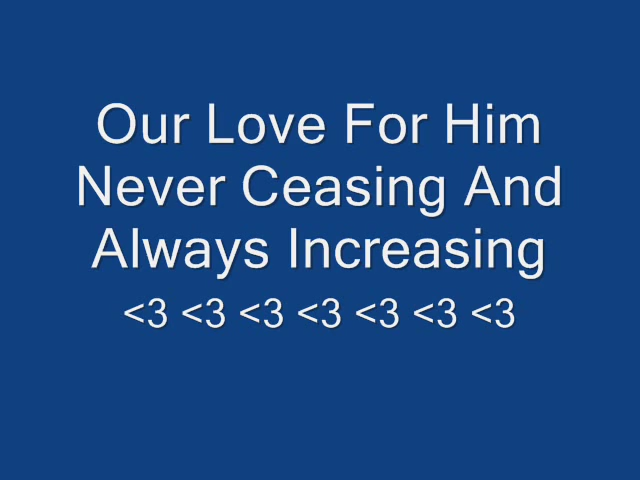 Our Love For Him
Never Ceasing And
Always Increasing
<3 <3 <3 <3 <3 <3 <3